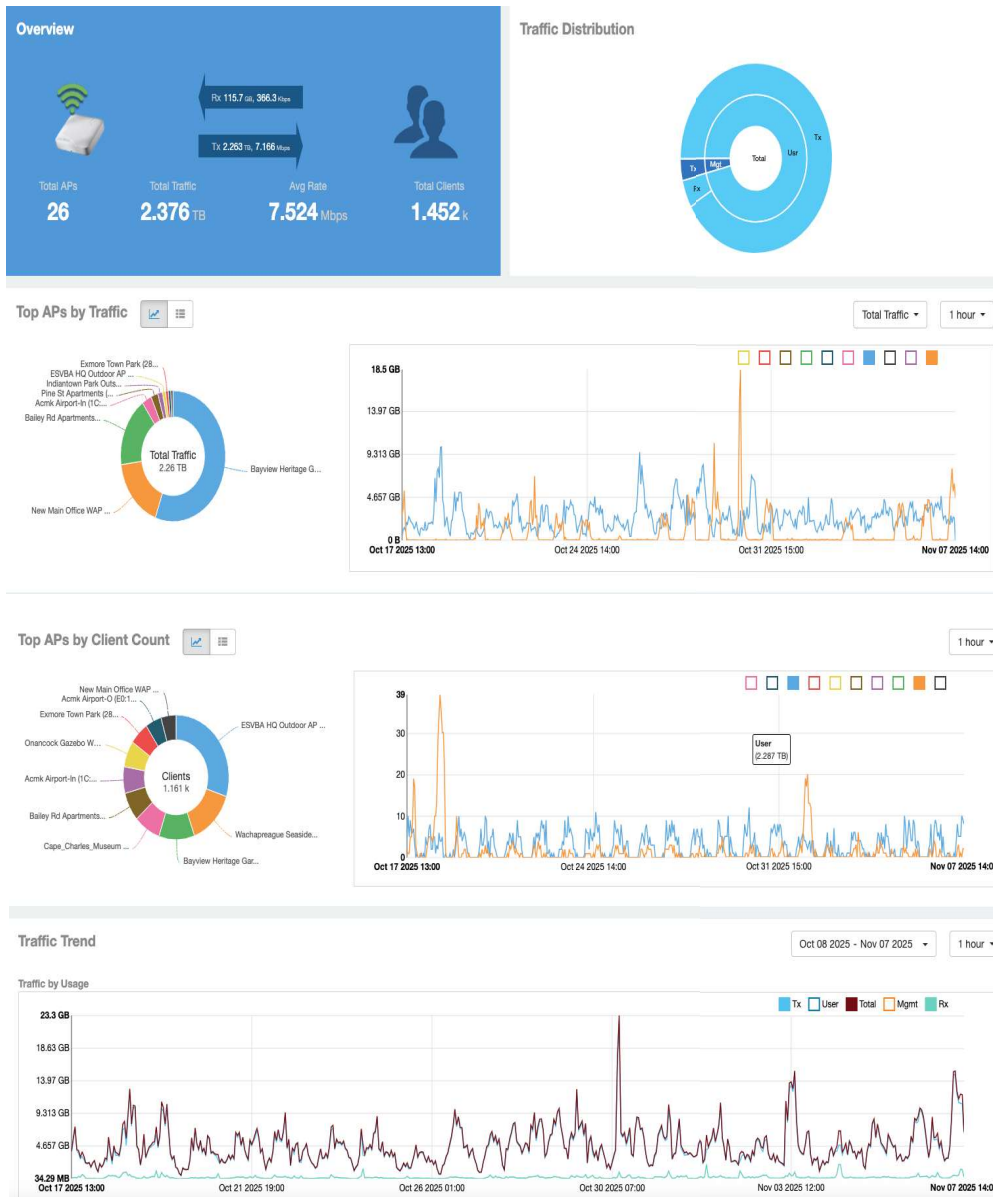 Overview
Rx 115.7 GB, 366.3 Kbps
Tx 2.263 TB, 7.166 Mbps
Total APs
26
Total Traffic
2.376 TB
Avg Rate
7.524 Mbps
Total Clients
1.452 k
Traffic Distribution
Tx
Usr
Total
Mgt
Tx
Rx
Top APs by Traffic
Total Traffic
1 hour
Exmore Town Park (28...
ESVBA HQ Outdoor AP ...
Indiantown Park Outs...
Pine St Apartments (...
Acmk Airport-In (1C:...
Bailey Rd Apartments...
New Main Office WAP ...
Bayview Heritage G...
Total Traffic
2.26 TB
18.5 GB
13.97 GB
9.313 GB
4.657 GB
0 B
Oct 17 2025 13:00
Oct 24 2025 14:00
Oct 31 2025 15:00
Nov 07 2025 14:00
Top APs by Client Count
1 hour
New Main Office WAP ...
Acmk Airport-O (E0:1...
Exmore Town Park (28...
Onancock Gazebo W...
Acmk Airport-In (1C:...
Bailey Rd Apartments...
Cape_Charles_Museum ...
Bayview Heritage Gar...
Wachapreague Seaside...
ESVBA HQ Outdoor AP ...
Clients
1.161 k
39
30
20
10
0
User
(2.287 TB)
Oct 17 2025 13:00
Oct 24 2025 14:00
Oct 31 2025 15:00
Nov 07 2025 14:0
Traffic Trend
Oct 08 2025 - Nov 07 2025
1 hour
Traffic by Usage
Tx User Total Mgmt Rx
23.3 GB
18.63 GB
13.97 GB
9.313 GB
4.657 GB
34.29 MB
Oct 17 2025 13:00
Oct 21 2025 19:00
Oct 26 2025 01:00
Oct 30 2025 07:00
Nov 03 2025 12:00
Nov 07 2025 14:0